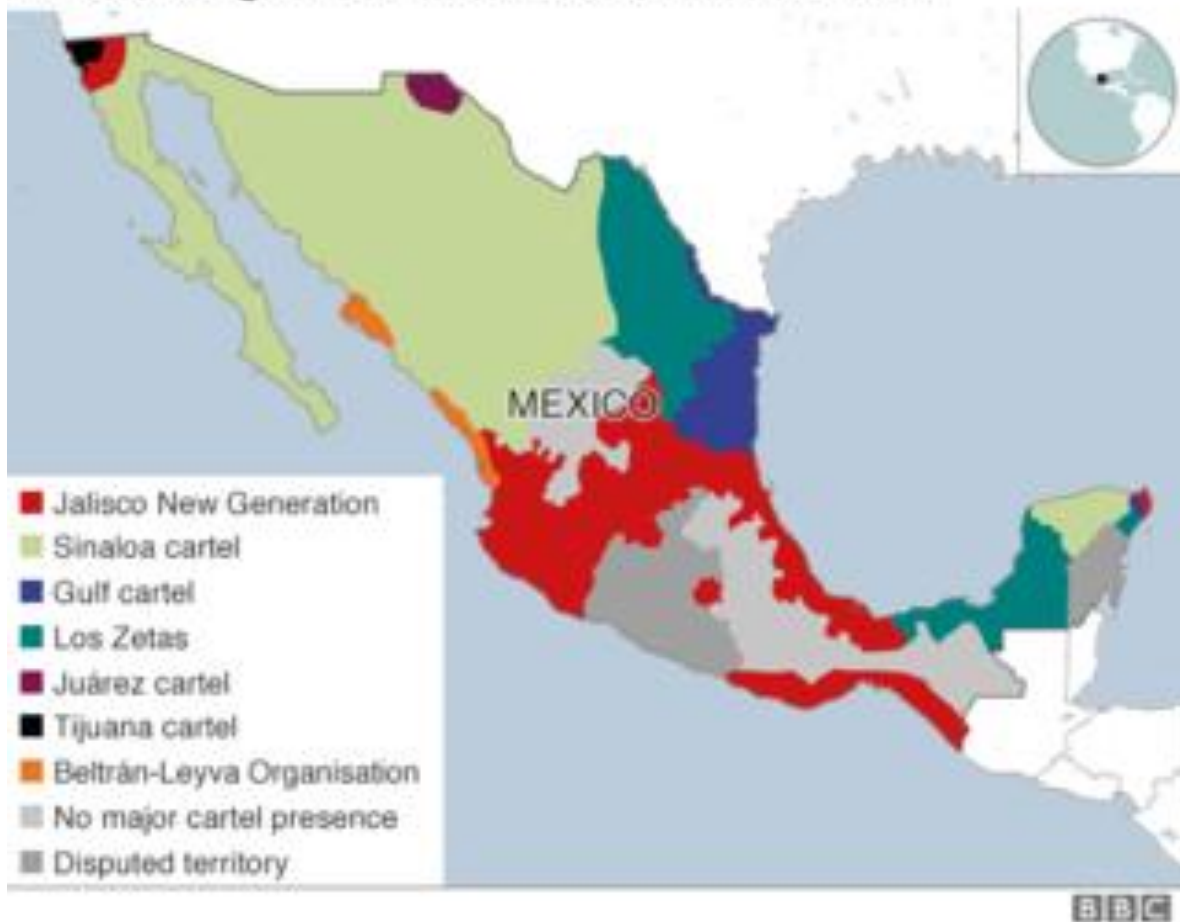 MEXICO
Jalisco New Generation
Sinaloa cartel
Gulf cartel
Los Zetas
Juárez cartel
Tijuana cartel
Beltrán-Leyva Organisation
No major cartel presence
Disputed territory
BBC